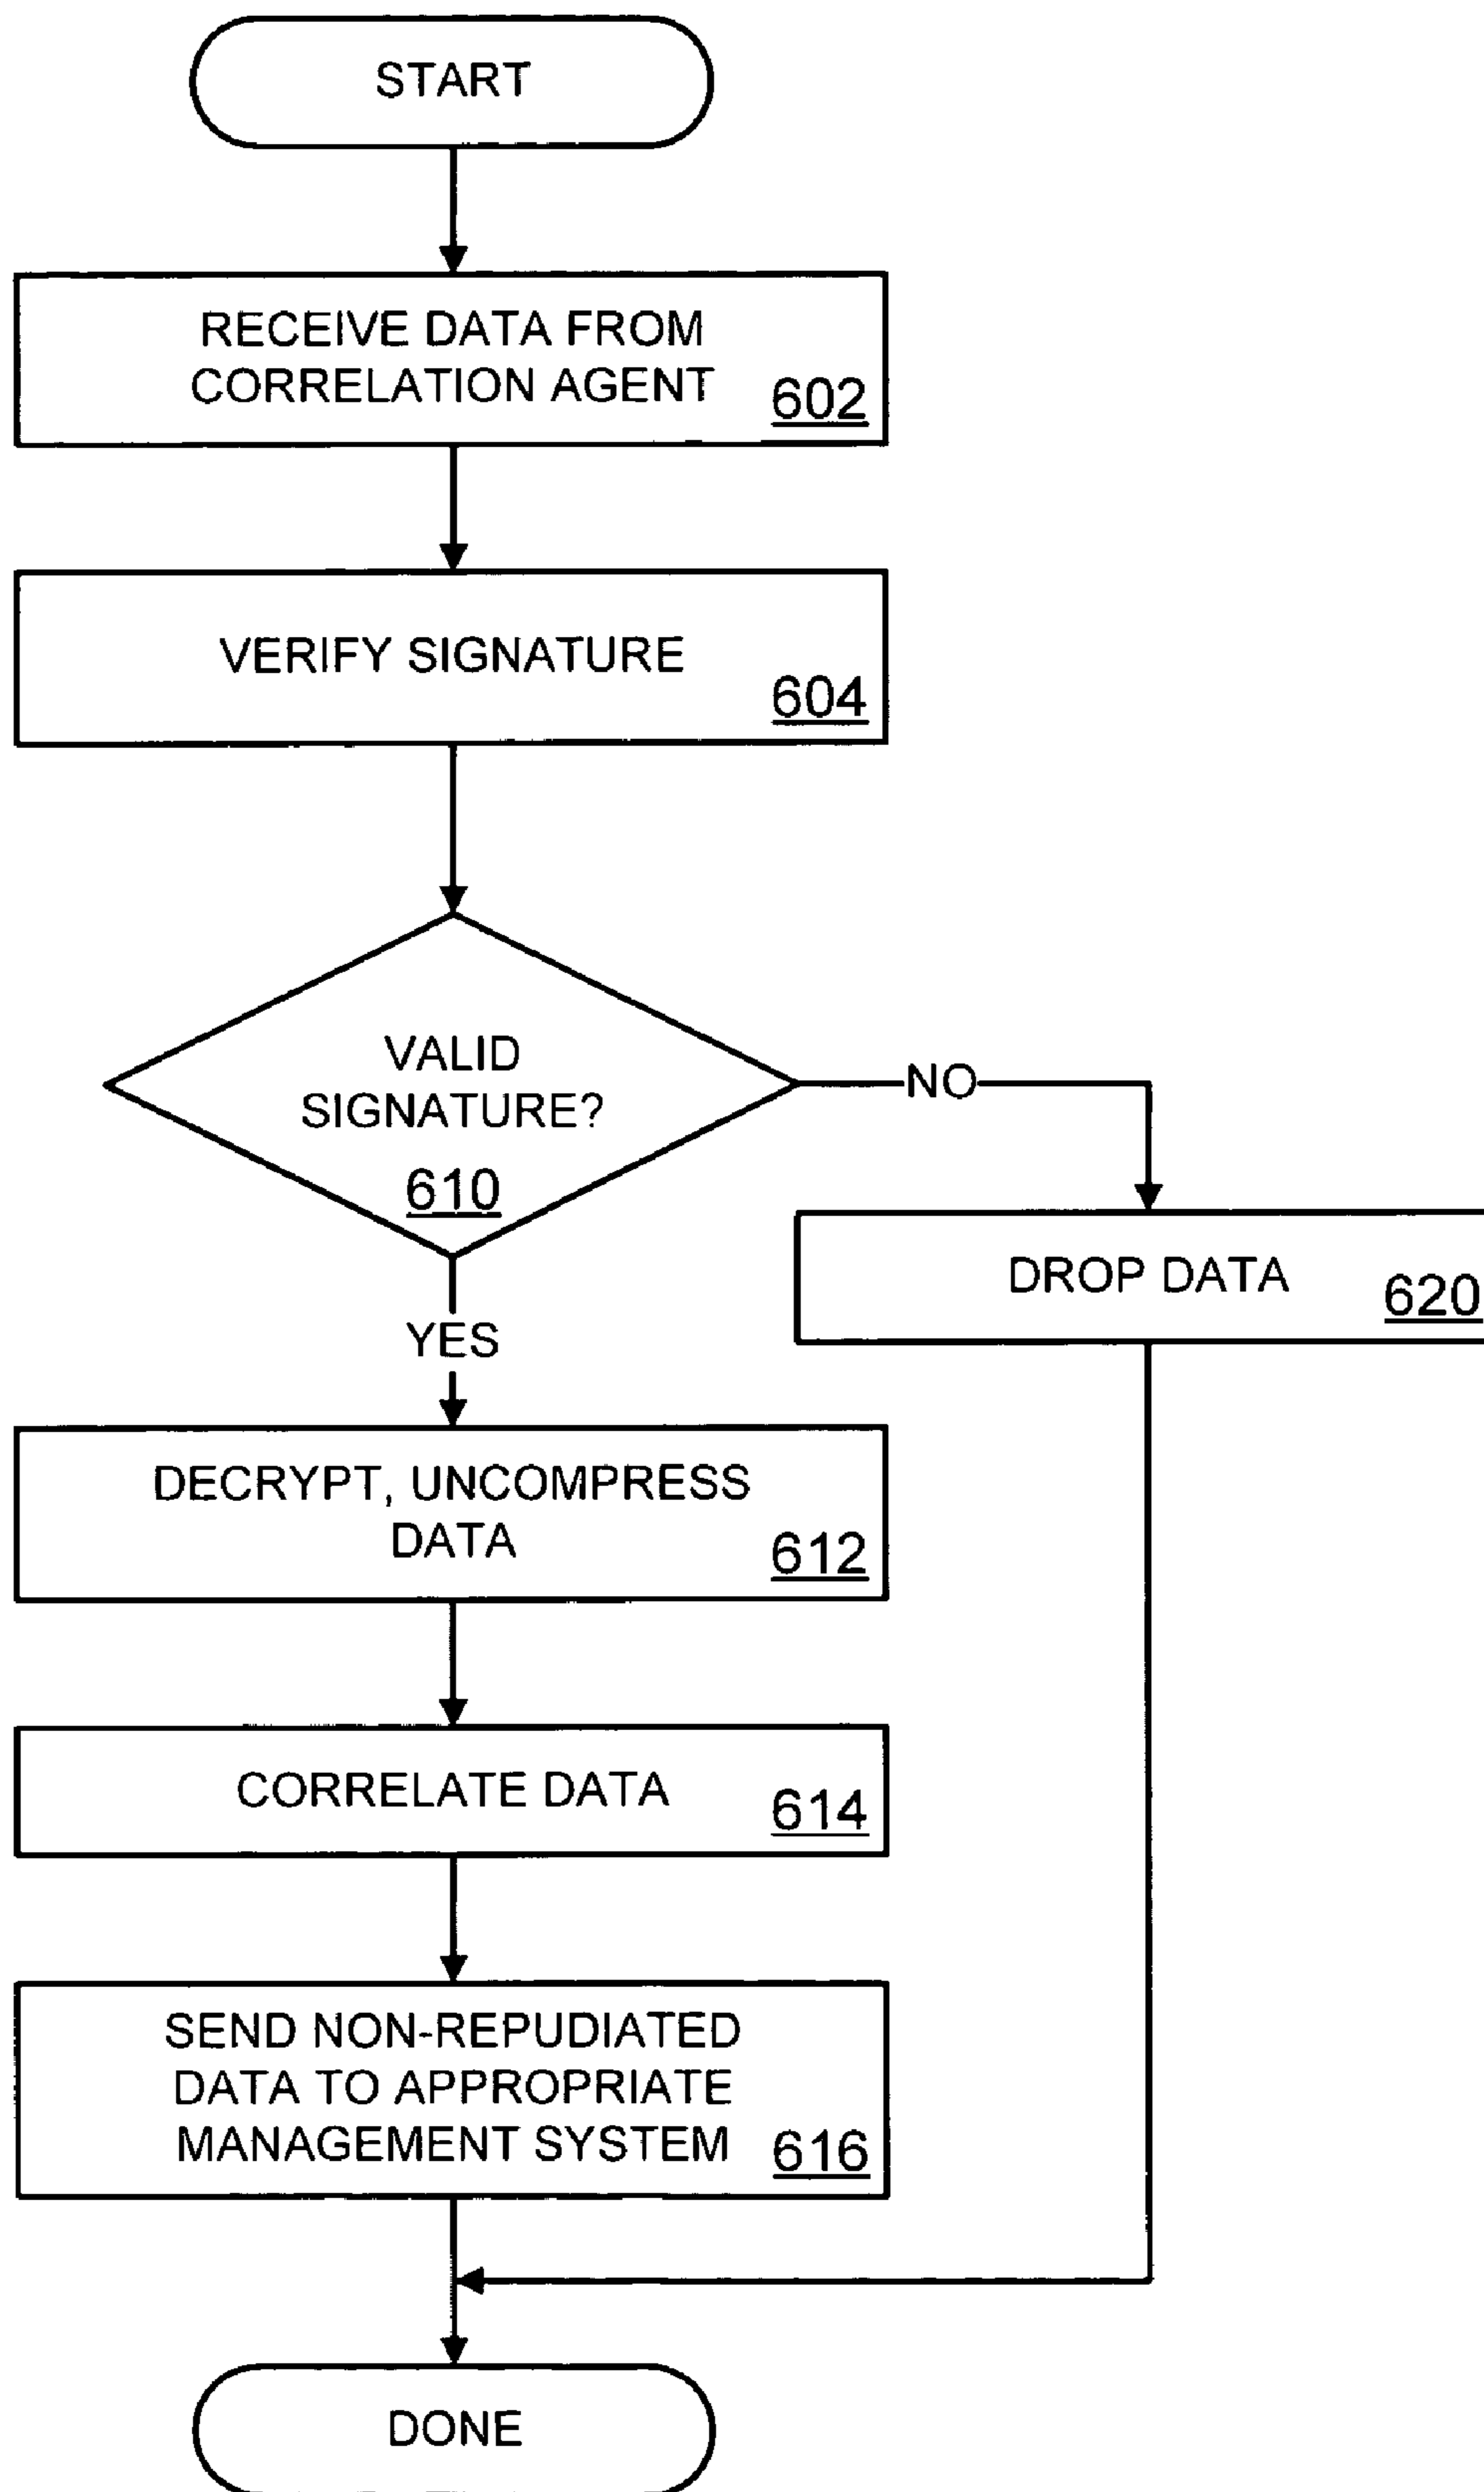 START
RECEIVE DATA FROM
CORRELATION AGENT
602
VERIFY SIGNATURE
604
VALID
SIGNATURE?
610
NO
DROP DATA
620
YES
DECRYPT, UNCOMPRESS
DATA
612
CORRELATE DATA
614
SEND NON-REPUDIATED
DATA TO APPROPRIATE
MANAGEMENT SYSTEM
616
DONE